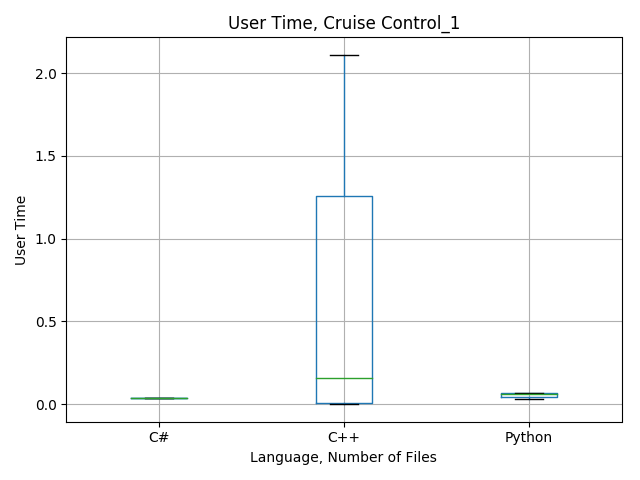 User Time, Cruise Control_1
2.0
1.5
1.0
0.5
0.0
User Time
C#
C++
Python
Language, Number of Files